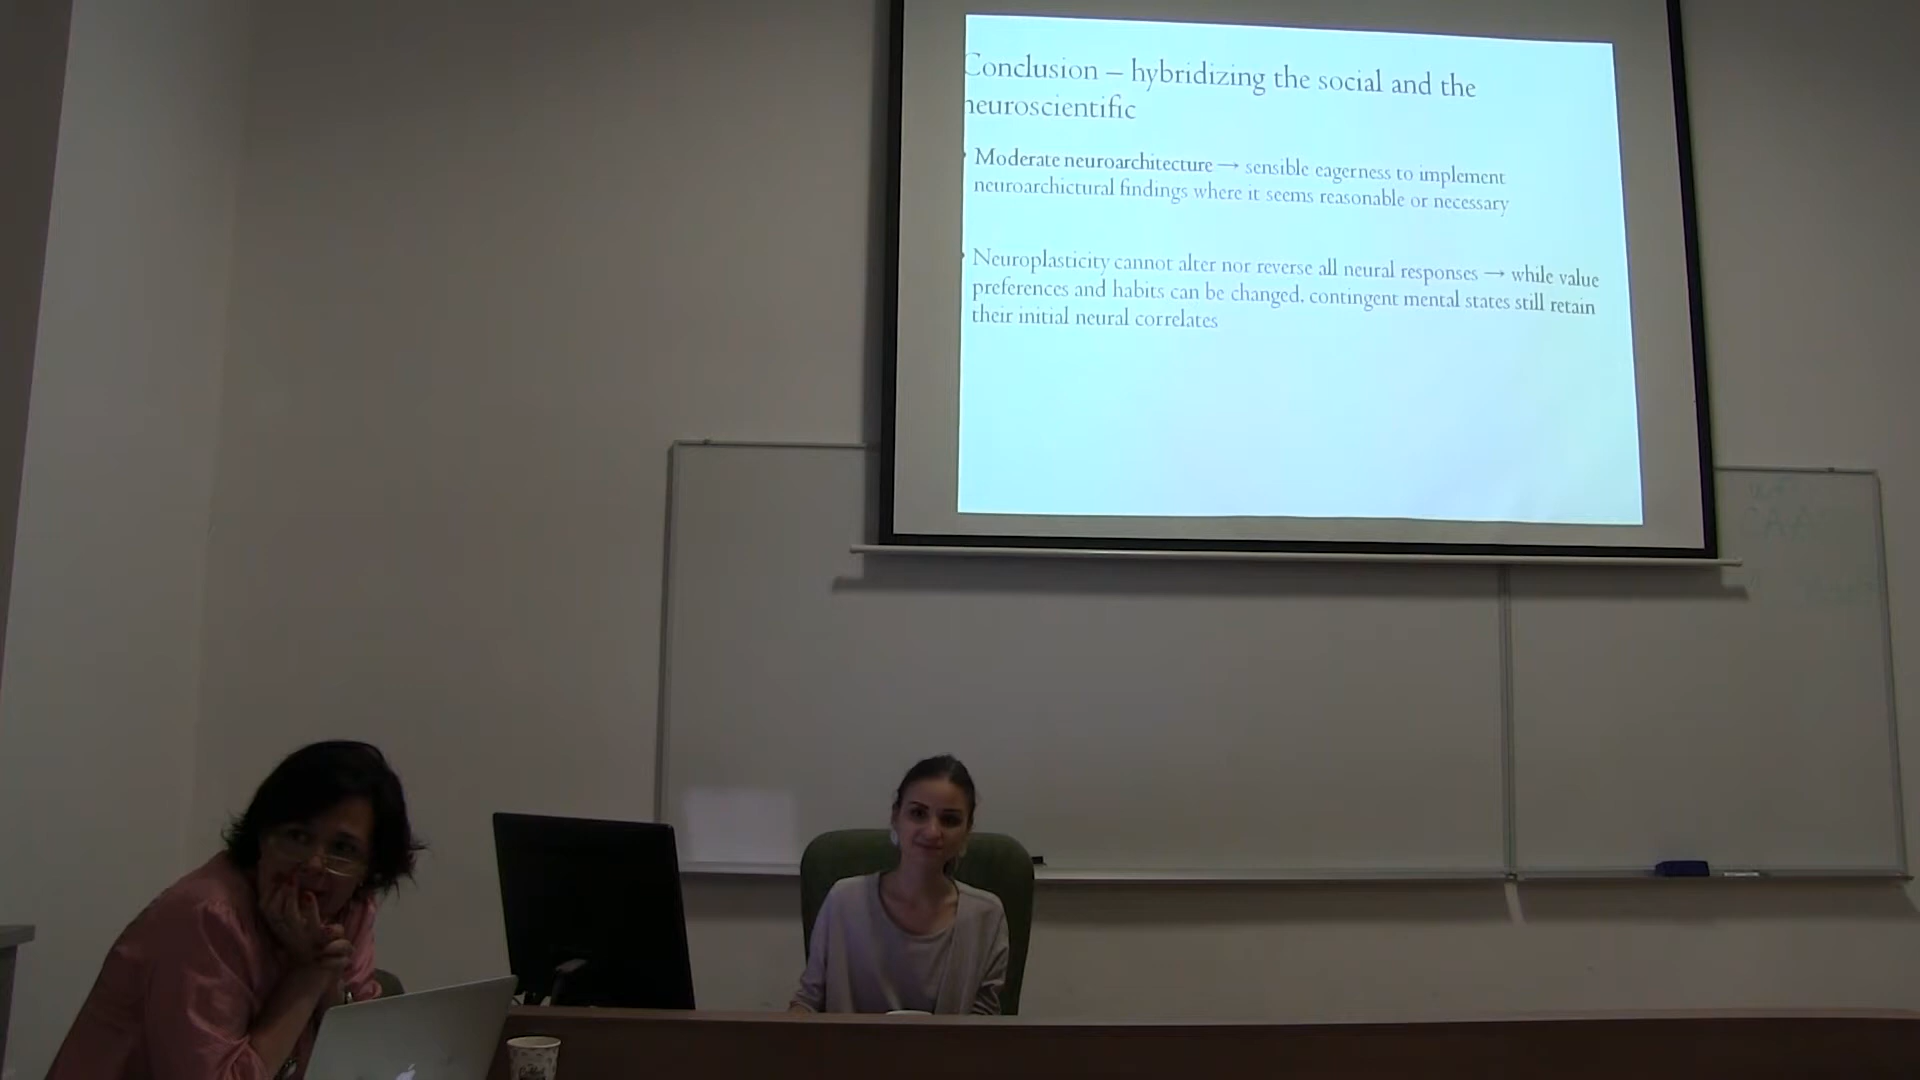 Conclusion – hybridizing the social and the
neuroscientific
• Moderate neuroarchitecture → sensible eagerness to implement
neuroarchictural findings where it seems reasonable or necessary
• Neuroplasticity cannot alter nor reverse all neural responses → while value
preferences and habits can be changed, contingent mental states still retain
their initial neural correlates